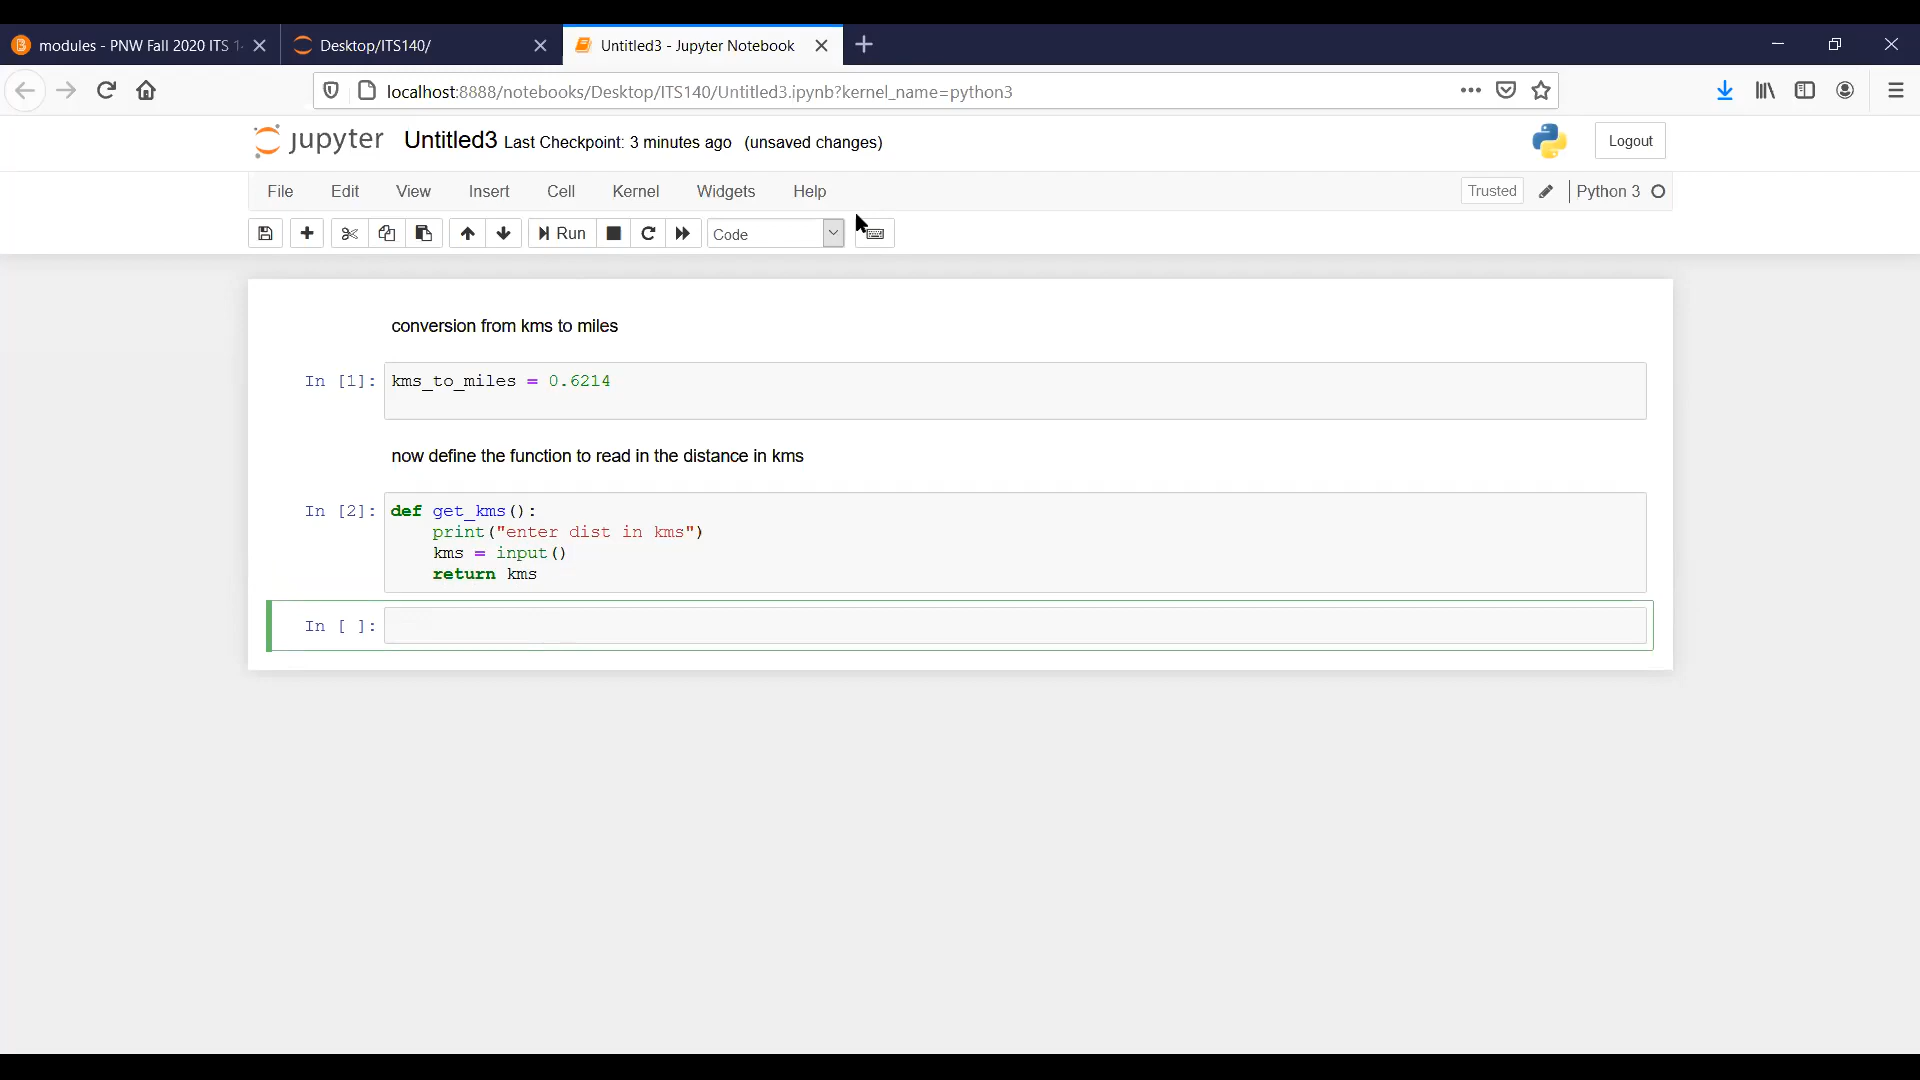 modules - PNW Fall 2020 ITS 1
Desktop/ITS140/
Untitled3 - Jupyter Notebook
localhost:8888/notebooks/Desktop/ITS140/Untitled3.ipynb?kernel_name=python3
jupyter Untitled3 Last Checkpoint: 3 minutes ago (unsaved changes)
Logout
File Edit View Insert Cell Kernel Widgets Help
Trusted
Python 3
Run
Code
conversion from kms to miles
In [1]: kms_to_miles = 0.6214
now define the function to read in the distance in kms
In [2]: def get_kms():
    print("enter dist in kms")
    kms = input()
    return kms
In [ ]: